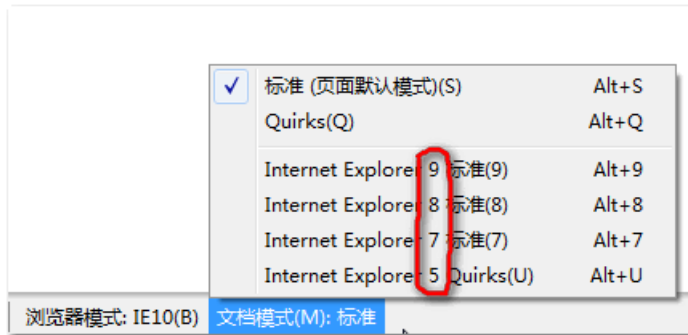 标准 (页面默认模式)(S) Alt+S
Quirks(Q) Alt+Q
Internet Explorer 9 标准(9) Alt+9
Internet Explorer 8 标准(8) Alt+8
Internet Explorer 7 标准(7) Alt+7
Internet Explorer 5 Quirks(U) Alt+U
浏览器模式: IE10(B) 文档模式(M): 标准